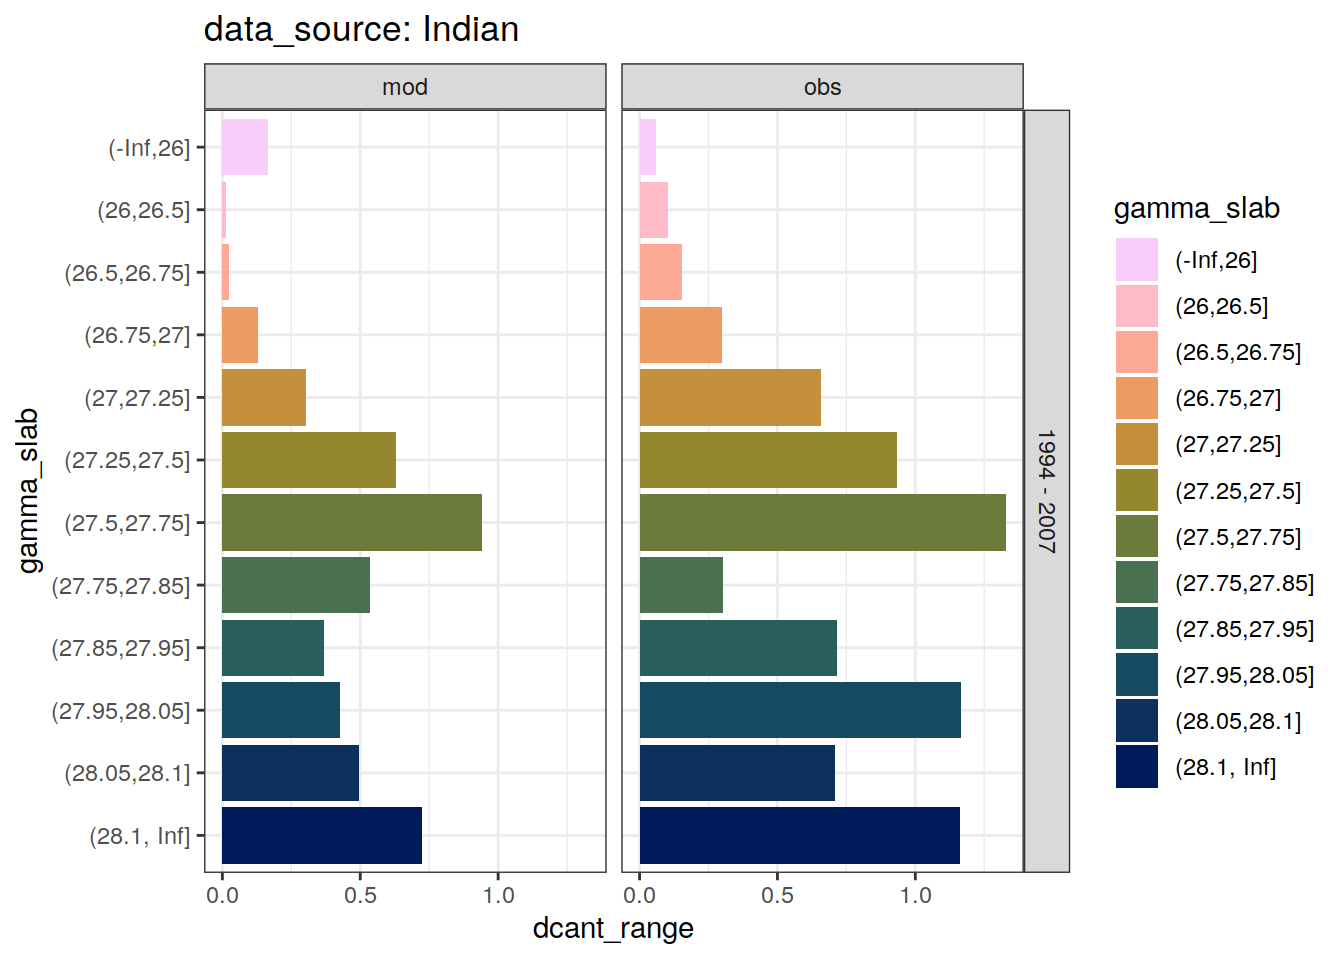 data_source: Indian
mod
obs
gamma_slab
(-Inf,26]
(26,26.5]
(26.5,26.75]
(26.75,27]
(27,27.25]
(27.25,27.5]
(27.5,27.75]
(27.75,27.85]
(27.85,27.95]
(27.95,28.05]
(28.05,28.1]
(28.1, Inf]
0.0 0.5 1.0
0.0 0.5 1.0
dcant_range
1994 - 2007
gamma_slab
(-Inf,26]
(26,26.5]
(26.5,26.75]
(26.75,27]
(27,27.25]
(27.25,27.5]
(27.5,27.75]
(27.75,27.85]
(27.85,27.95]
(27.95,28.05]
(28.05,28.1]
(28.1, Inf]